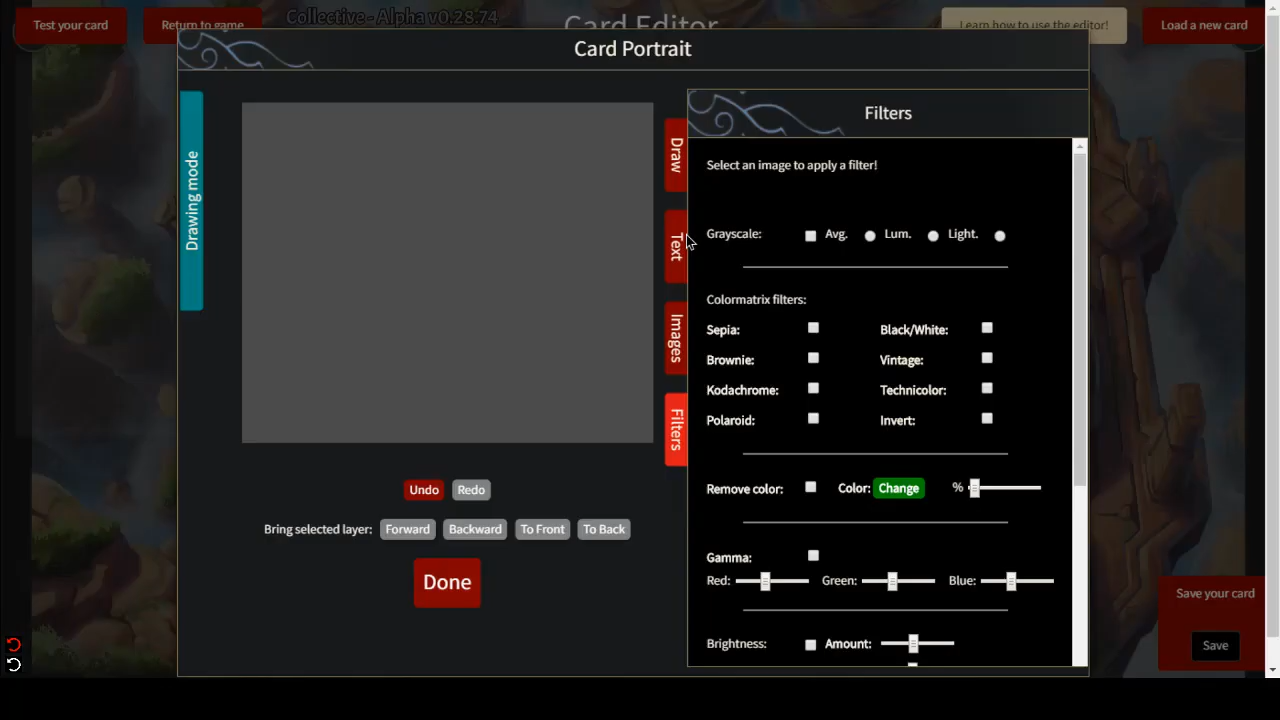 Test your card
Return to game
Collective - Alpha v0.28.74
Card Editor
Learn how to use the editor!
Load a new card
Card Portrait
Drawing mode
Draw
Text
Images
Filters
Filters
Select an image to apply a filter!
Grayscale: Avg. Lum. Light.
Colormatrix filters:
Sepia: Black/White:
Brownie: Vintage:
Kodachrome: Technicolor:
Polaroid: Invert:
Remove color: Color: Change %
Gamma:
Red: Green: Blue:
Brightness: Amount:
Undo Redo
Bring selected layer: Forward Backward To Front To Back
Done
Save your card
Save